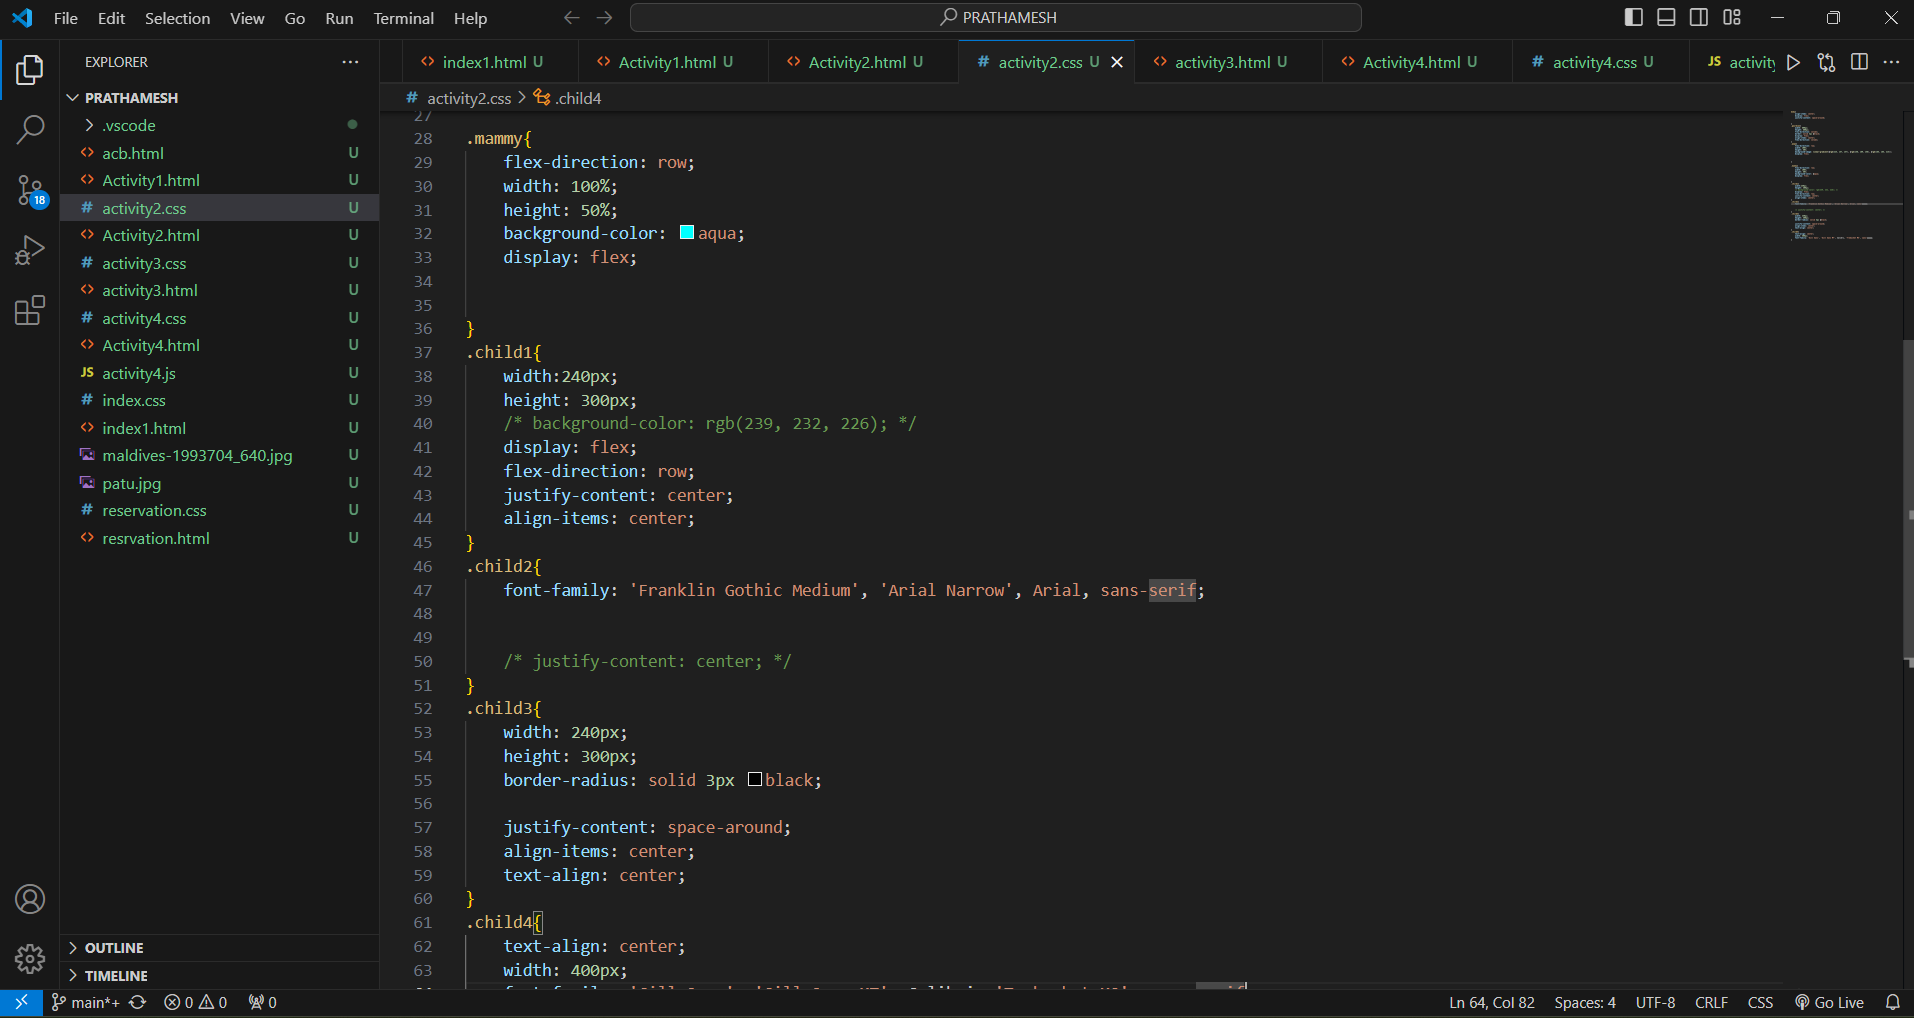 File Edit Selection View Go Run Terminal Help
PRATHAMESH
EXPLORER
PRATHAMESH
.vscode
acb.html U
Activity1.html U
activity2.css U
Activity2.html U
activity3.css U
activity3.html U
activity4.css U
Activity4.html U
activity4.js U
index.css U
index1.html U
maldives-1993704_640.jpg U
patu.jpg U
reservation.css U
resrvation.html U
OUTLINE
TIMELINE
18
index1.html U Activity1.html U Activity2.html U activity2.css U activity3.html U Activity4.html U activity4.css U JS activity
activity2.css > .child4
27
28 .mammy{
29 flex-direction: row;
30 width: 100%;
31 height: 50%;
32 background-color: aqua;
33 display: flex;
34
35
36 }
37 .child1{
38 width:240px;
39 height: 300px;
40 /* background-color: rgb(239, 232, 226); */
41 display: flex;
42 flex-direction: row;
43 justify-content: center;
44 align-items: center;
45 }
46 .child2{
47 font-family: 'Franklin Gothic Medium', 'Arial Narrow', Arial, sans-serif;
48
49
50 /* justify-content: center; */
51 }
52 .child3{
53 width: 240px;
54 height: 300px;
55 border-radius: solid 3px black;
56
57 justify-content: space-around;
58 align-items: center;
59 text-align: center;
60 }
61 .child4{
62 text-align: center;
63 width: 400px;
main*+ 0 0 0 Ln 64, Col 82 Spaces: 4 UTF-8 CRLF CSS Go Live